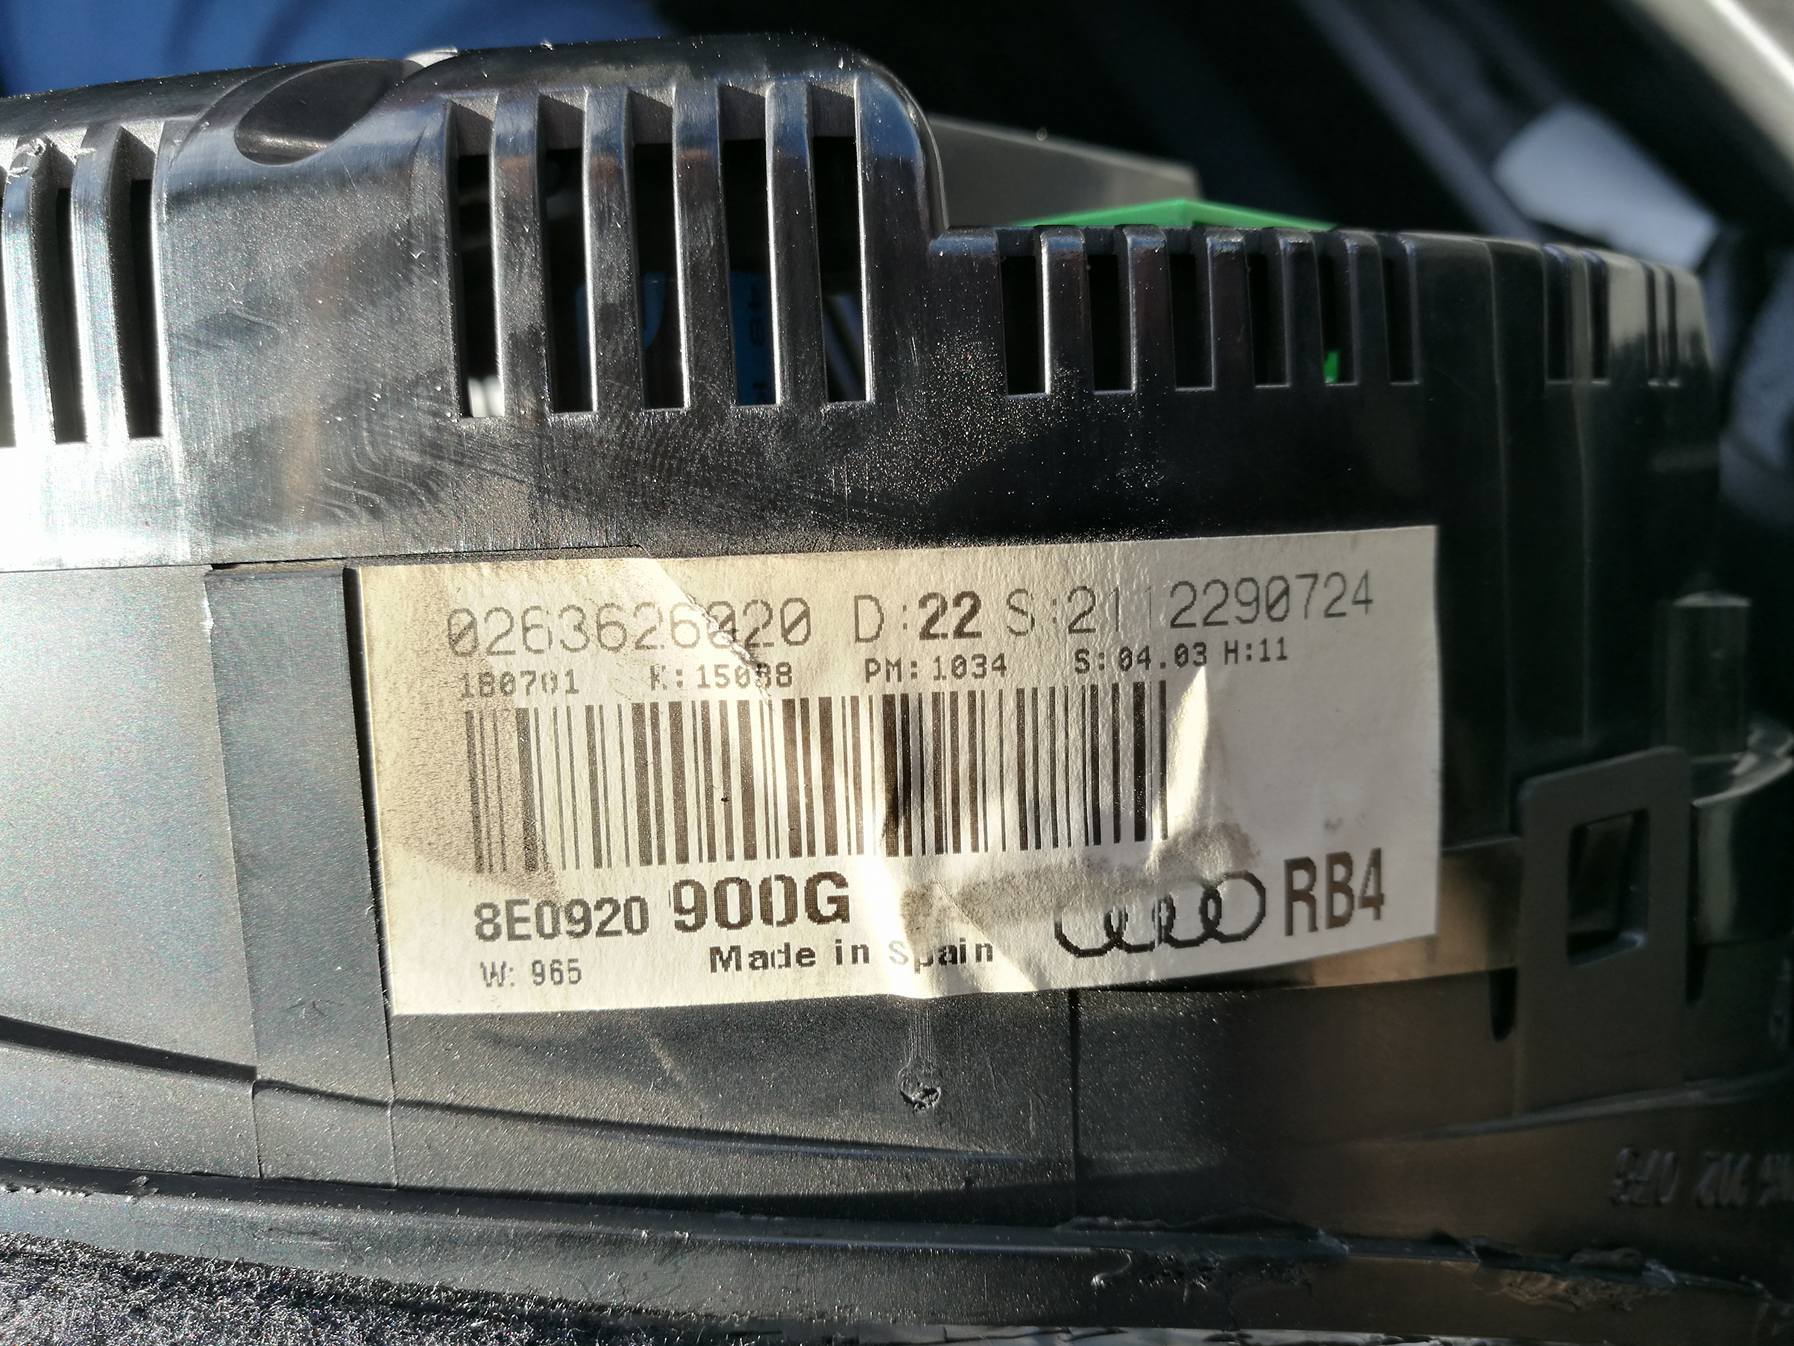 0263626020 D:22 S:2112290724
180701 K:15088 PM:1034 S:04.03 H:11
8E0920 900G RB4
Made in Spain
W: 965